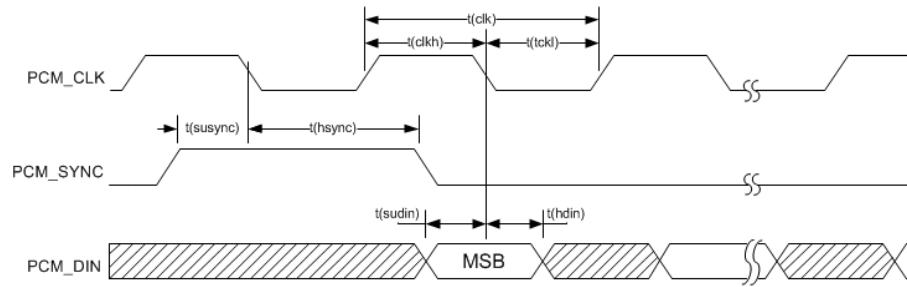 t(clk)
t(clkh)
t(tckl)
PCM_CLK
t(susync)
t(hsync)
PCM_SYNC
t(sudin)
t(hdin)
PCM_DIN
MSB